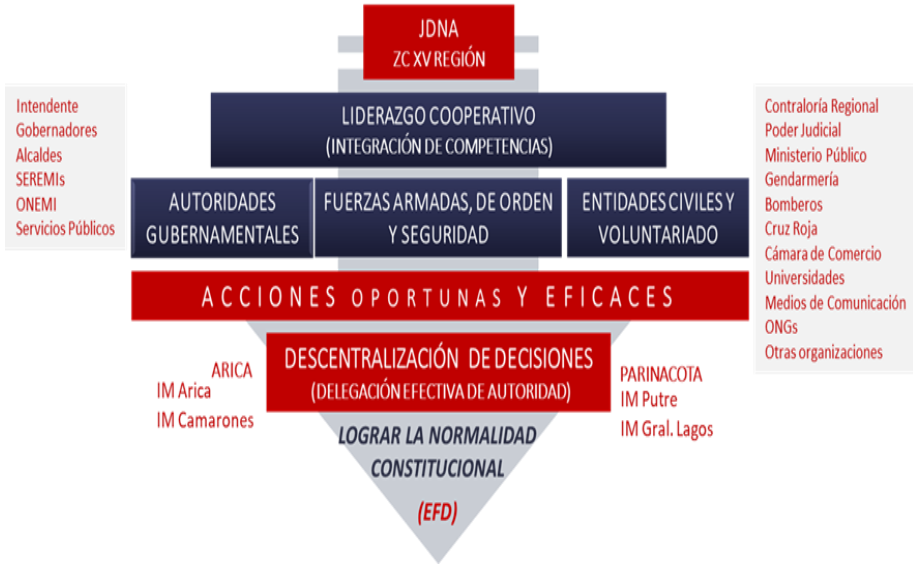 JDNA
ZC XV REGIÓN
LIDERAZGO COOPERATIVO
(INTEGRACIÓN DE COMPETENCIAS)
Intendente
Gobernadores
Alcaldes
SEREMIs
ONEMI
Servicios Públicos
AUTORIDADES
GUBERNAMENTALES
FUERZAS ARMADAS, DE ORDEN
Y SEGURIDAD
ENTIDADES CIVILES Y
VOLUNTARIADO
Contraloría Regional
Poder Judicial
Ministerio Público
Gendarmería
Bomberos
Cruz Roja
Cámara de Comercio
Universidades
Medios de Comunicación
ONGs
Otras organizaciones
ACCIONES OPORTUNAS Y EFICACES
DESCENTRALIZACIÓN DE DECISIONES
(DELEGACIÓN EFECTIVA DE AUTORIDAD)
ARICA
IM Arica
IM Camarones
PARINACOTA
IM Putre
IM Gral. Lagos
LOGRAR LA NORMALIDAD
CONSTITUCIONAL
(EFD)